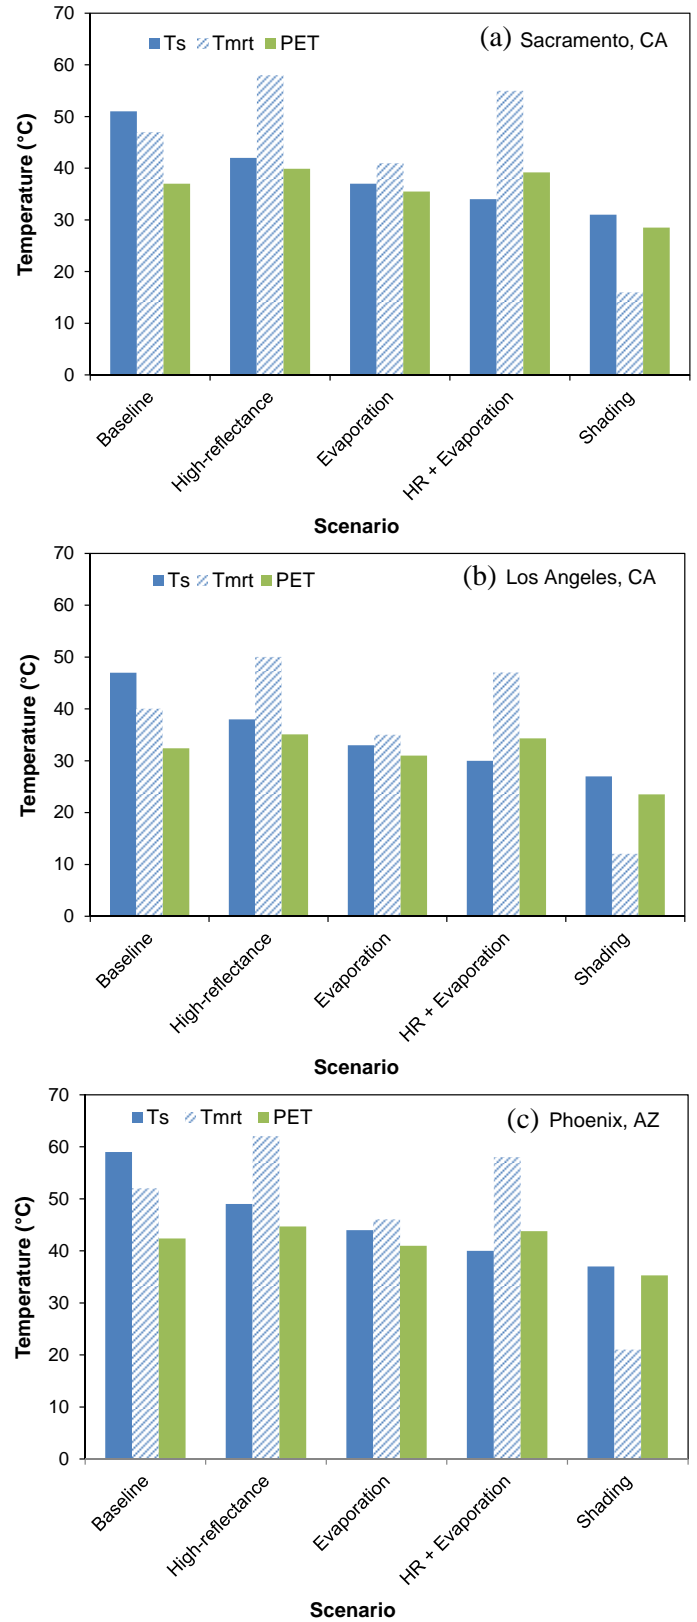 70
(a) Sacramento, CA
Ts Tmrt PET
60
50
40
30
20
10
0
Temperature (°C)
Baseline
High-reflectance
Evaporation
HR + Evaporation
Shading
Scenario
70
(b) Los Angeles, CA
Ts Tmrt PET
60
50
40
30
20
10
0
Temperature (°C)
Baseline
High-reflectance
Evaporation
HR + Evaporation
Shading
Scenario
70
(c) Phoenix, AZ
Ts Tmrt PET
60
50
40
30
20
10
0
Temperature (°C)
Baseline
High-reflectance
Evaporation
HR + Evaporation
Shading
Scenario